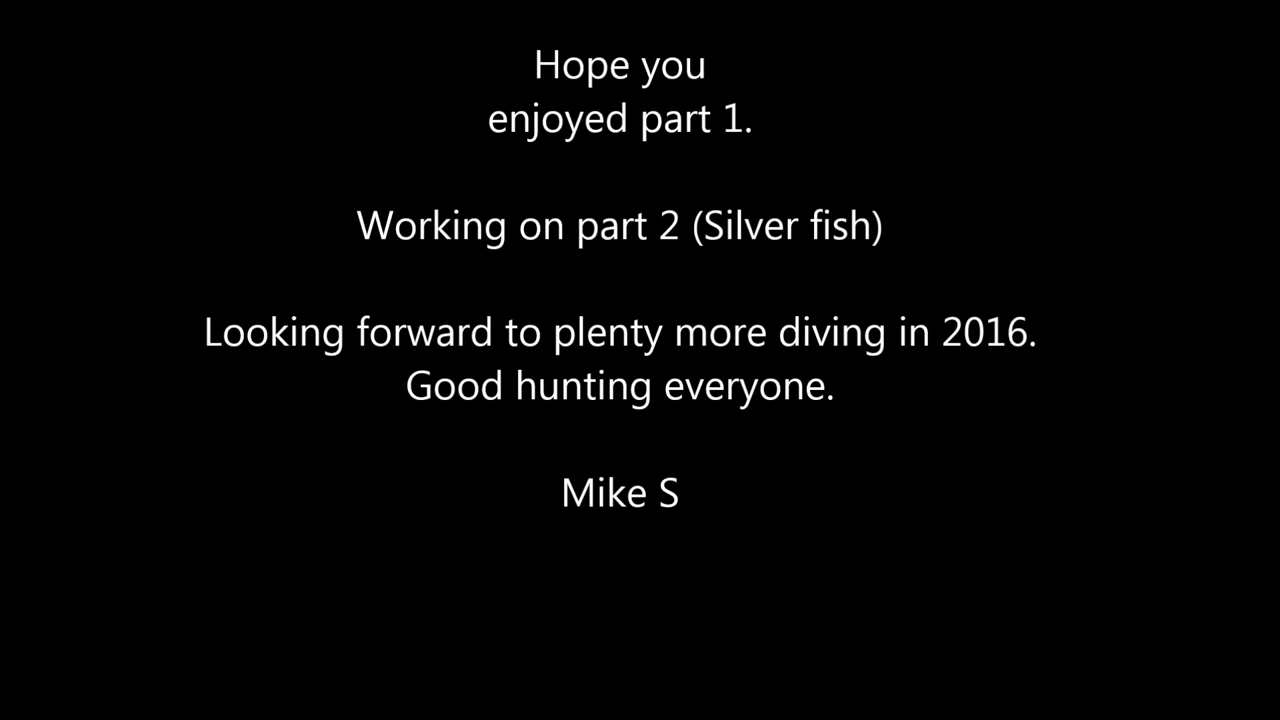 Hope you
enjoyed part 1.
Working on part 2 (Silver fish)
Looking forward to plenty more diving in 2016.
Good hunting everyone.
Mike S